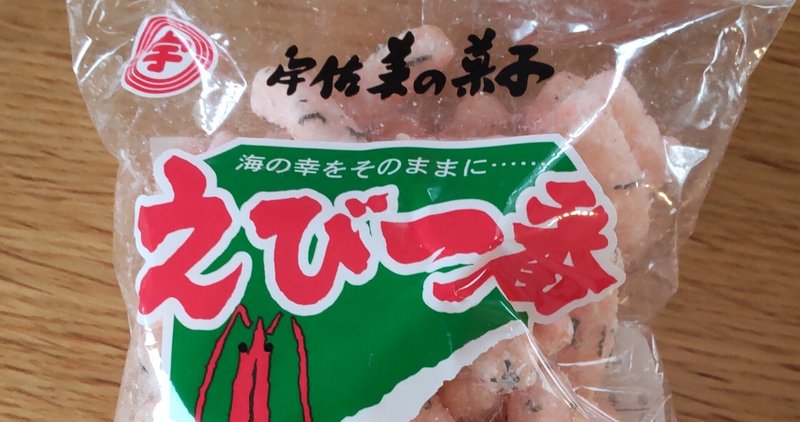 宇
宇佐美の菓子
海の幸をそのままに……
えび一番